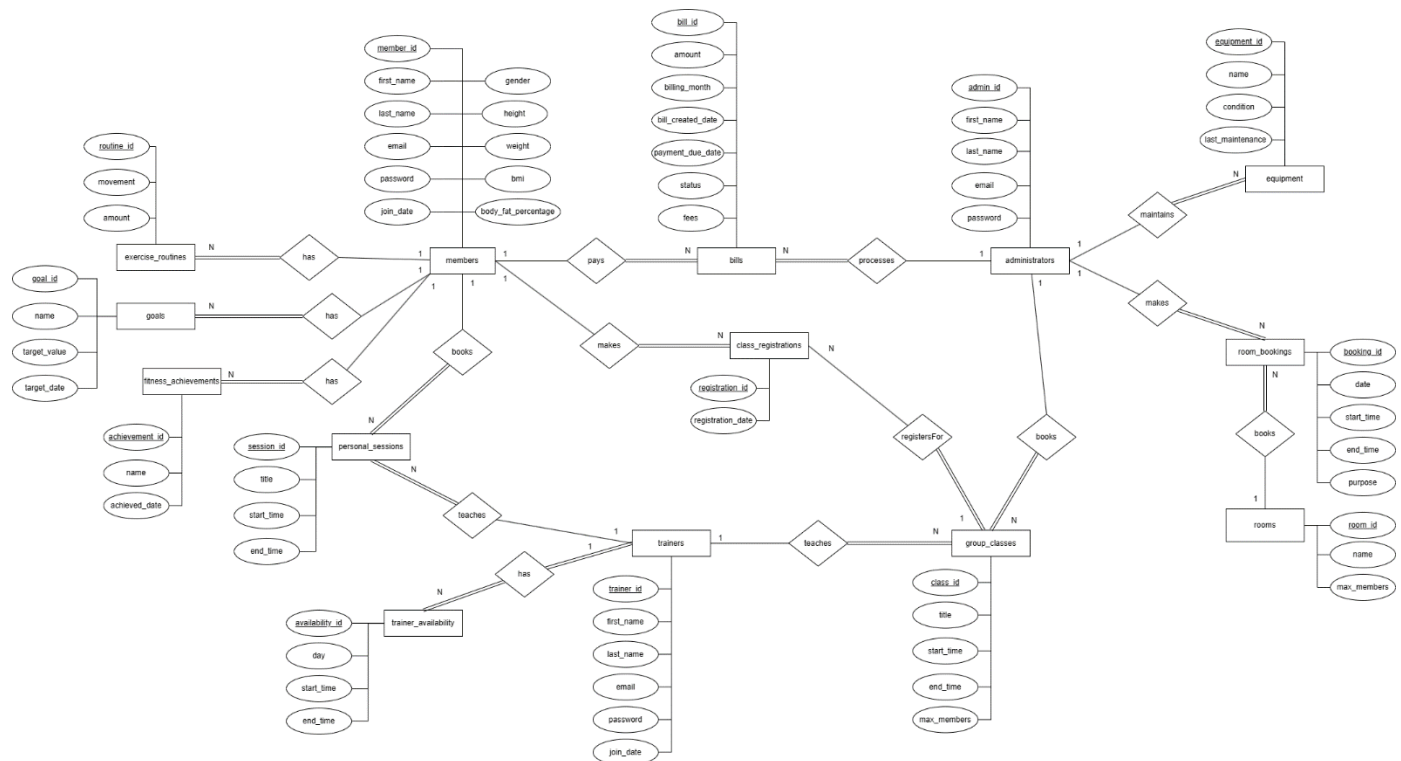 member_id
first_name
last_name
email
password
join_date
gender
height
weight
bmi
body_fat_percentage
members
bill_id
amount
billing_month
bill_created_date
payment_due_date
status
fees
bills
admin_id
first_name
last_name
email
password
administrators
equipment_id
name
condition
last_maintenance
equipment
routine_id
movement
amount
exercise_routines
N
has
1
goal_id
name
target_value
target_date
goals
N
has
1
fitness_achievements
N
has
1
achievement_id
name
achieved_date
1
pays
N
N
processes
1
1
maintains
N
1
makes
N
room_bookings
booking_id
date
start_time
end_time
purpose
N
books
1
rooms
room_id
name
max_members
1
books
N
personal_sessions
session_id
title
start_time
end_time
1
makes
N
class_registrations
registration_id
registration_date
N
registersFor
1
1
books
N
N
teaches
1
trainers
1
teaches
N
group_classes
1
has
N
trainer_availability
availability_id
day
start_time
end_time
trainer_id
first_name
last_name
email
password
join_date
class_id
title
start_time
end_time
max_members